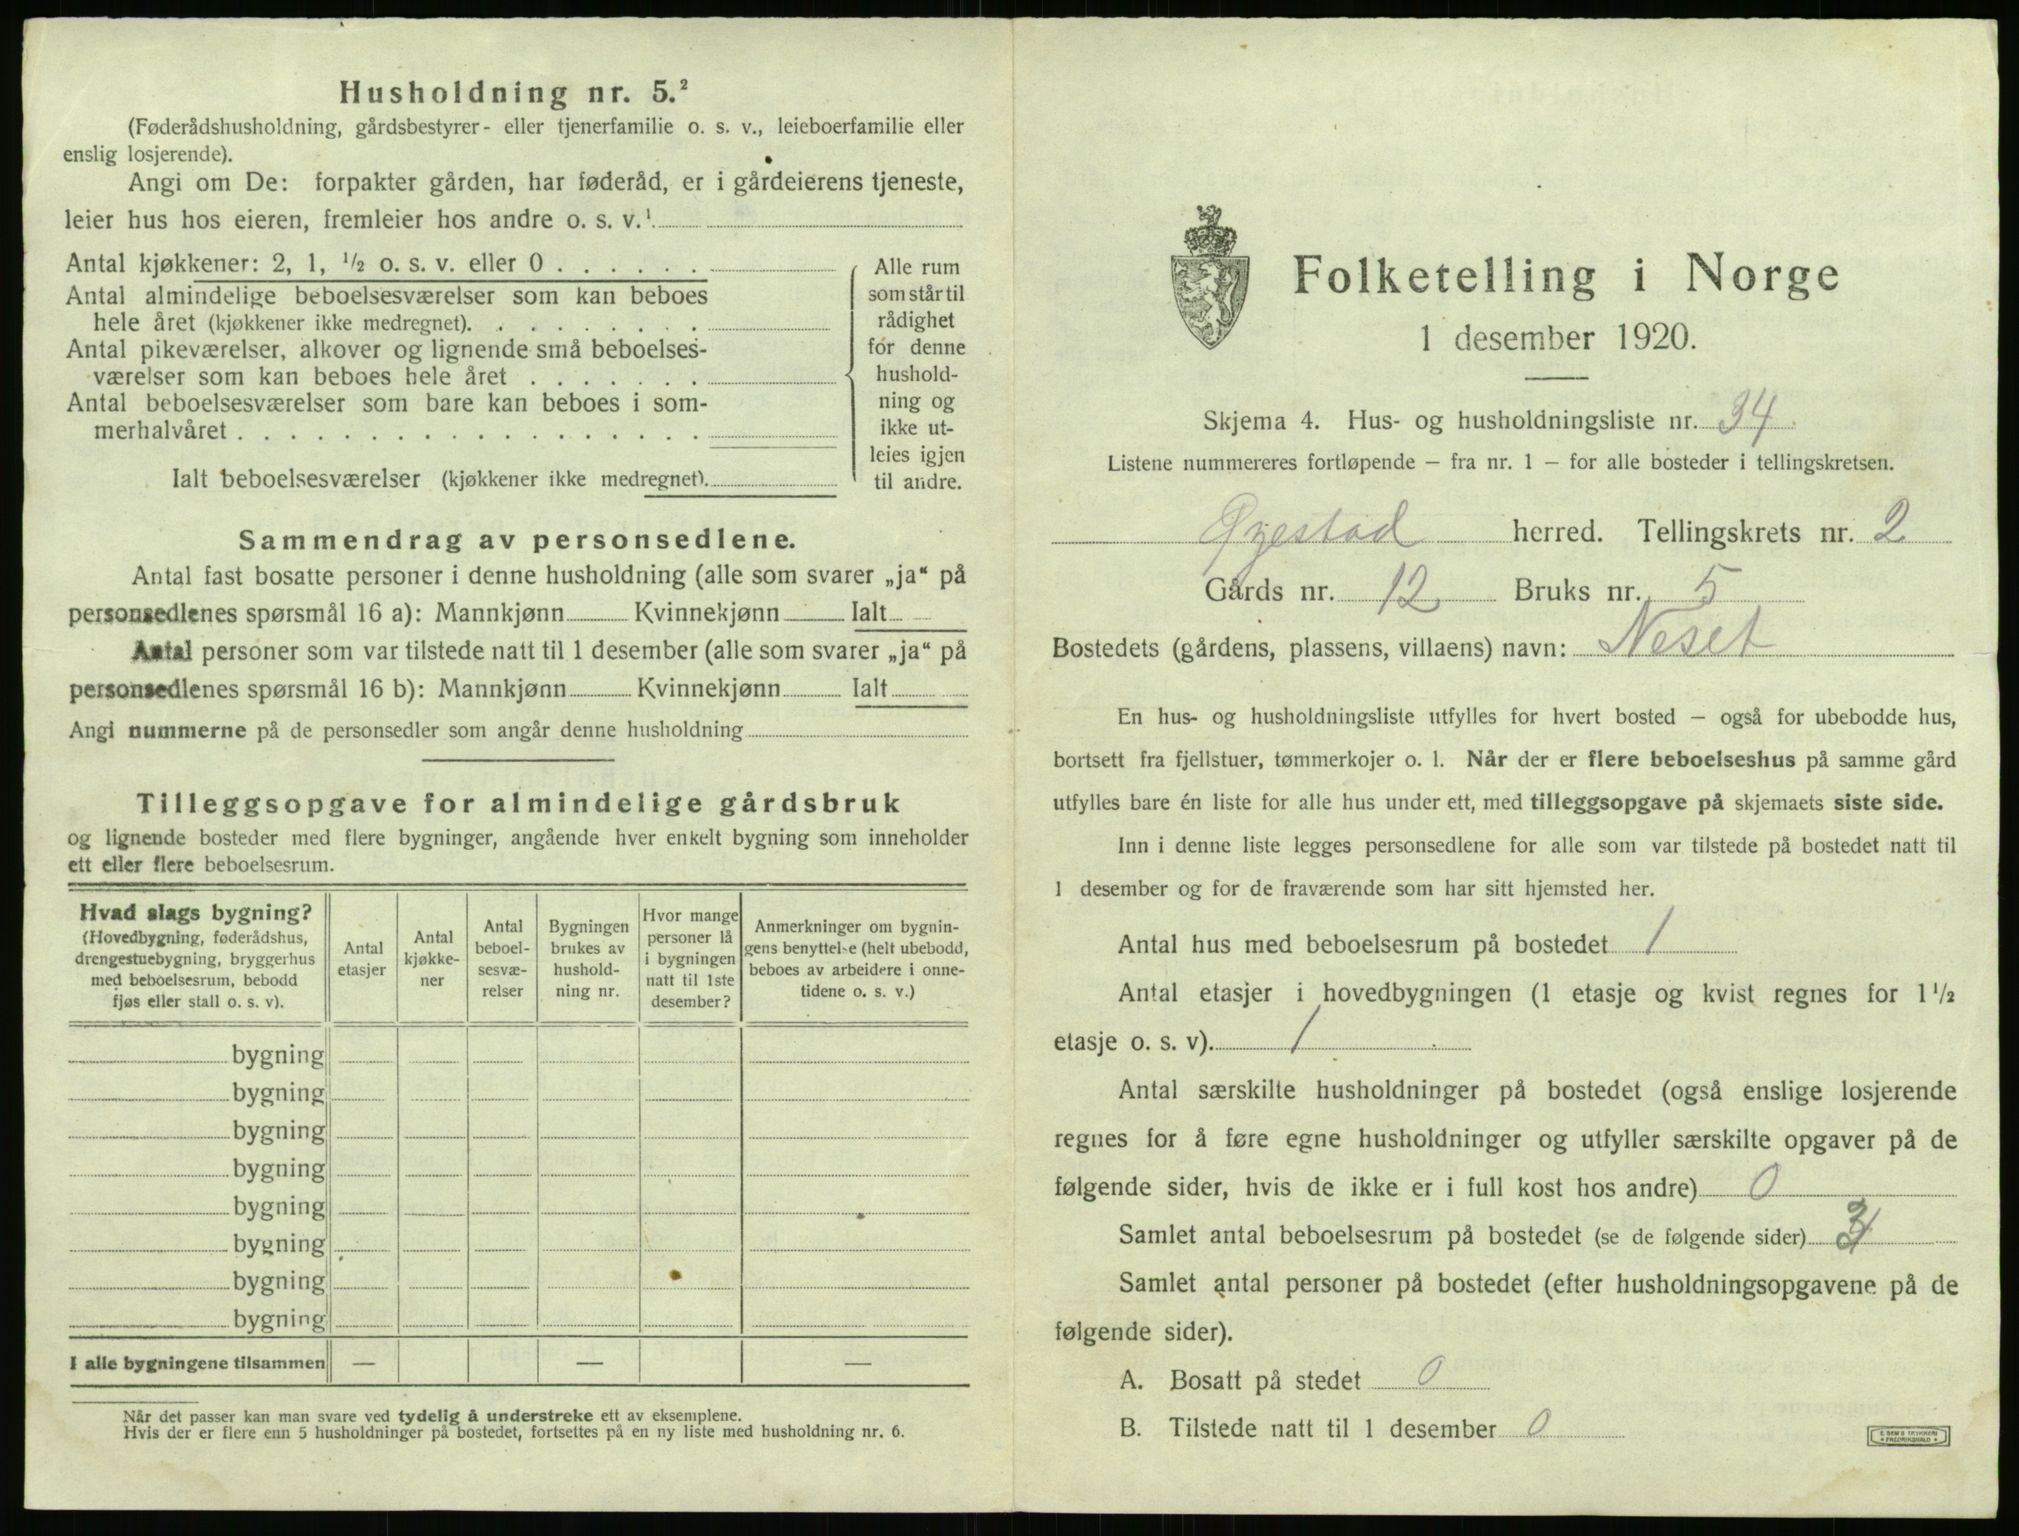 Husholdning nr. 5.²
(Føderådshusholdning, gårdsbestyrer- eller tjenerfamilie o. s. v., leieboerfamilie eller
enslig losjerende).
Angi om De: forpakter gården, har føderåd, er i gårdeierens tjeneste,
leier hus hos eieren, fremleier hos andre o. s. v.¹
Antal kjøkkener: 2, 1, ½ o. s. v. eller 0 . . . . . .
Antal almindelige beboelsesværelser som kan beboes
hele året (kjøkkener ikke medregnet). . . . . . . . .
Antal pikeværelser, alkover og lignende små beboelses-
værelser som kan beboes hele året . . . . . . .
Antal beboelsesværelser som bare kan beboes i som-
merhalvåret . . . . . . . . . . . . . . . . . .
Ialt beboelsesværelser (kjøkkener ikke medregnet).
Alle rum
som står til
rådighet
for denne
hushold-
ning og
ikke ut-
leies igjen
til andre.
Sammendrag av personsedlene.
Antal fast bosatte personer i denne husholdning (alle som svarer „ja“ på
personsedlenes spørsmål 16 a): Mannkjønn Kvinnekjønn Ialt
Antal personer som var tilstede natt til 1 desember (alle som svarer „ja“ på
personsedlenes spørsmål 16 b): Mannkjønn Kvinnekjønn Ialt
Angi nummerne på de personsedler som angår denne husholdning
Tilleggsopgave for almindelige gårdsbruk
og lignende bosteder med flere bygninger, angående hver enkelt bygning som inneholder
ett eller flere beboelsesrum.
Hvad slags bygning?
(Hovedbygning, føderådshus,
drengestuebygning, bryggerhus
med beboelsesrum, bebodd
fjøs eller stall o. s. v).
Antal
etasjer
Antal
kjøkke-
ner
Antal
beboel-
sesvæ-
relser
Bygningen
brukes av
hushold-
ning nr.
Hvor mange
personer lå
i bygningen
natt til 1ste
desember?
Anmerkninger om bygnin-
gens benyttelse (helt ubebodd,
beboes av arbeidere i onne-
tidene o. s. v.)
bygning
bygning
bygning
bygning
bygning
bygning
bygning
bygning
I alle bygningene tilsammen — — —
Når det passer kan man svare ved tydelig å understreke ett av eksemplene.
Hvis der er flere enn 5 husholdninger på bostedet, fortsettes på en ny liste med husholdning nr. 6.
Folketelling i Norge
1 desember 1920.
Skjema 4. Hus- og husholdningsliste nr. 34
Listene nummereres fortløpende – fra nr. 1 – for alle bosteder i tellingskretsen.
Øyestad herred. Tellingskrets nr. 2
Gårds nr. 12 Bruks nr. 5
Bostedets (gårdens, plassens, villaens) navn: Neset
En hus- og husholdningsliste utfylles for hvert bosted – også for ubebodde hus,
bortsett fra fjellstuer, tømmerkojer o. l. Når der er flere beboelseshus på samme gård
utfylles bare én liste for alle hus under ett, med tilleggsopgave på skjemaets siste side.
Inn i denne liste legges personsedlene for alle som var tilstede på bostedet natt til
1 desember og for de fraværende som har sitt hjemsted her.
Antal hus med beboelsesrum på bostedet 1
Antal etasjer i hovedbygningen (1 etasje og kvist regnes for 1½
etasje o. s. v). 1
Antal særskilte husholdninger på bostedet (også enslige losjerende
regnes for å føre egne husholdninger og utfyller særskilte opgaver på de
følgende sider, hvis de ikke er i full kost hos andre) 0
Samlet antal beboelsesrum på bostedet (se de følgende sider)
Samlet antal personer på bostedet (efter husholdningsopgavene på de
følgende sider).
A. Bosatt på stedet 0
B. Tilstede natt til 1 desember 0